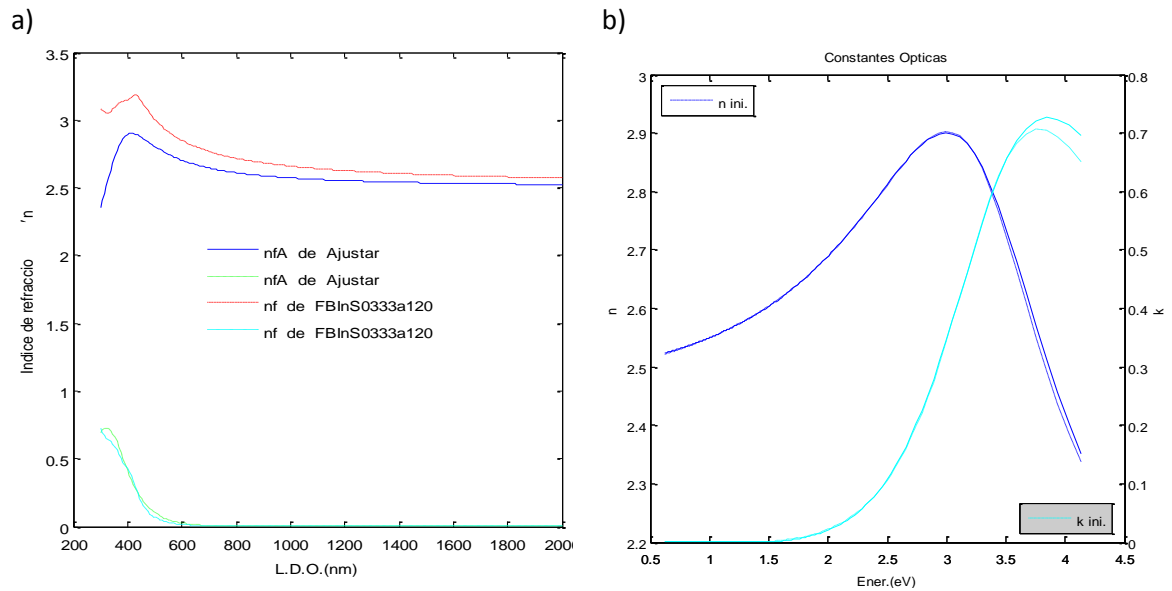 a)
3.5
3
2.5
2
1.5
1
0.5
0
200 400 600 800 1000 1200 1400 1600 1800 2000
Indice de refraccio ´n
L.D.O.(nm)
nfA de Ajustar
nfA de Ajustar
nf de FBInS0333a120
nf de FBInS0333a120
b)
Constantes Opticas
3
2.9
2.8
2.7
2.6
2.5
2.4
2.3
2.2
n
0.5 1 1.5 2 2.5 3 3.5 4 4.5
Ener.(eV)
0.8
0.7
0.6
0.5
0.4
0.3
0.2
0.1
0
k
n ini.
k ini.